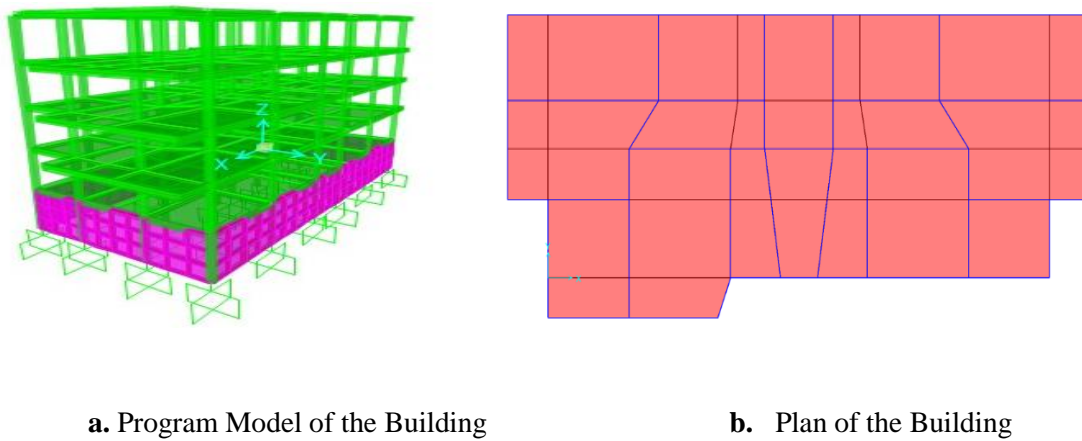 Z
X Y
a. Program Model of the Building b. Plan of the Building